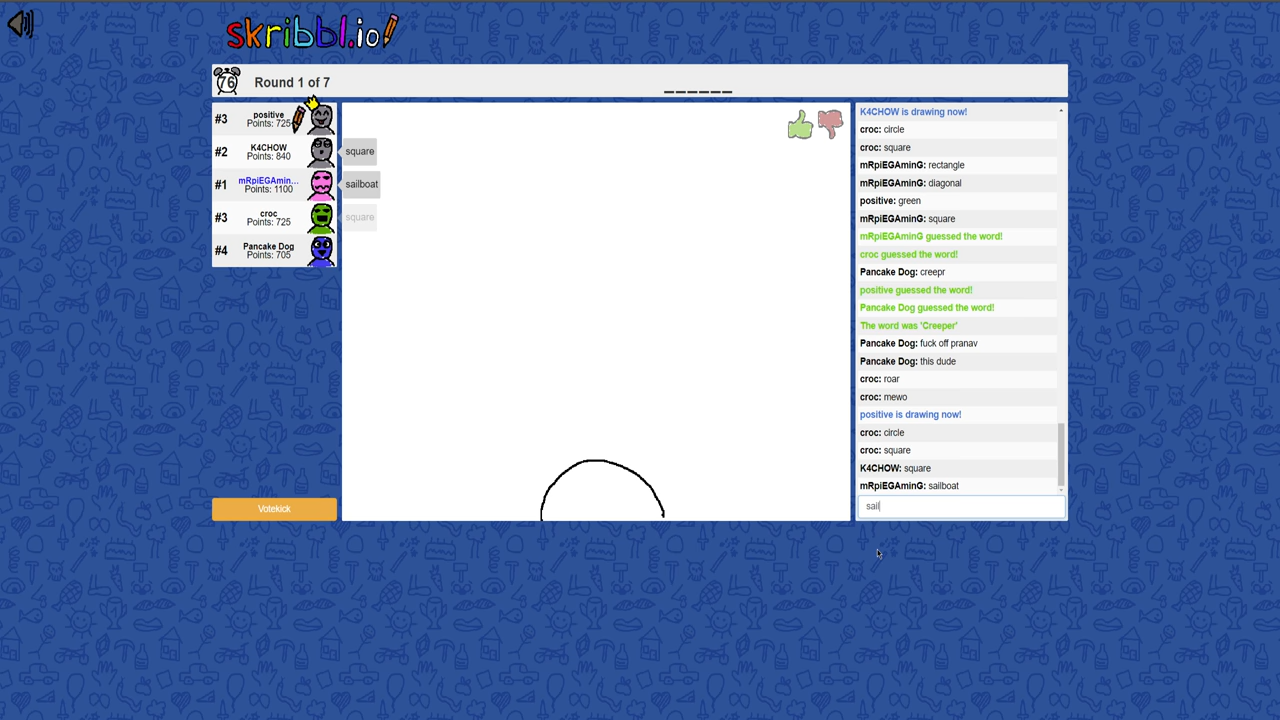 skribbl.io!
76
Round 1 of 7
______
#3 positive
Points: 725
#2 K4CHOW
Points: 840
square
#1 mRpiEGAmin...
Points: 1100
sailboat
#3 croc
Points: 725
square
#4 Pancake Dog
Points: 705
Votekick
K4CHOW is drawing now!
croc: circle
croc: square
mRpiEGAminG: rectangle
mRpiEGAminG: diagonal
positive: green
mRpiEGAminG: square
mRpiEGAminG guessed the word!
croc guessed the word!
Pancake Dog: creepr
positive guessed the word!
Pancake Dog guessed the word!
The word was 'Creeper'
Pancake Dog: fuck off pranav
Pancake Dog: this dude
croc: roar
croc: mewo
positive is drawing now!
croc: circle
croc: square
K4CHOW: square
mRpiEGAminG: sailboat
sail